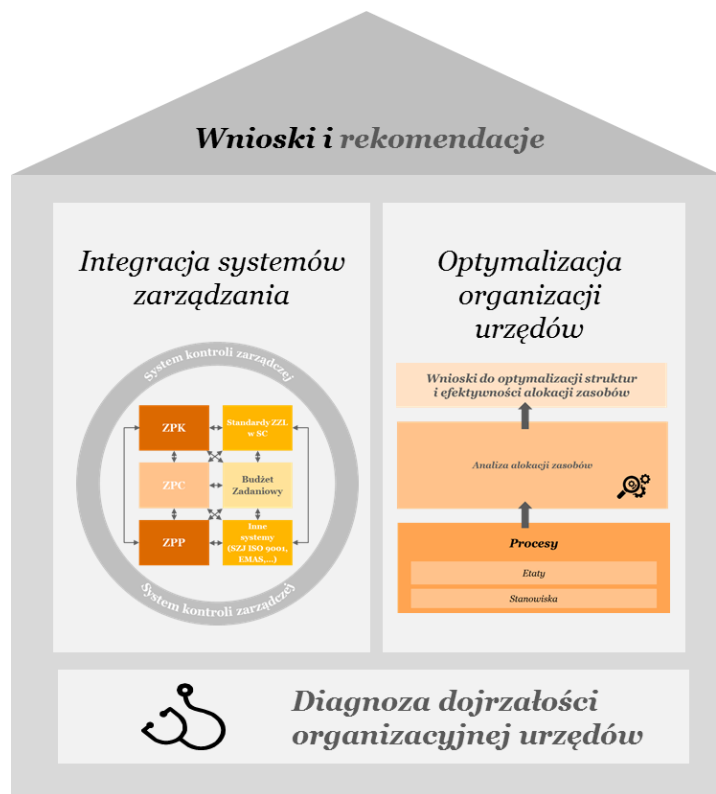 Wnioski i rekomendacje
Integracja systemów
zarządzania
System kontroli zarządczej
ZPK
Standardy ZZL
w SC
ZPC
Budżet
Zadaniowy
ZPP
Inne
systemy
(SZJ ISO 9001,
EMAS,...)
System kontroli zarządczej
Optymalizacja
organizacji
urzędów
Wnioski do optymalizacji struktur
i efektywności alokacji zasobów
Analiza alokacji zasobów
Procesy
Etaty
Stanowiska
Diagnoza dojrzałości
organizacyjnej urzędów